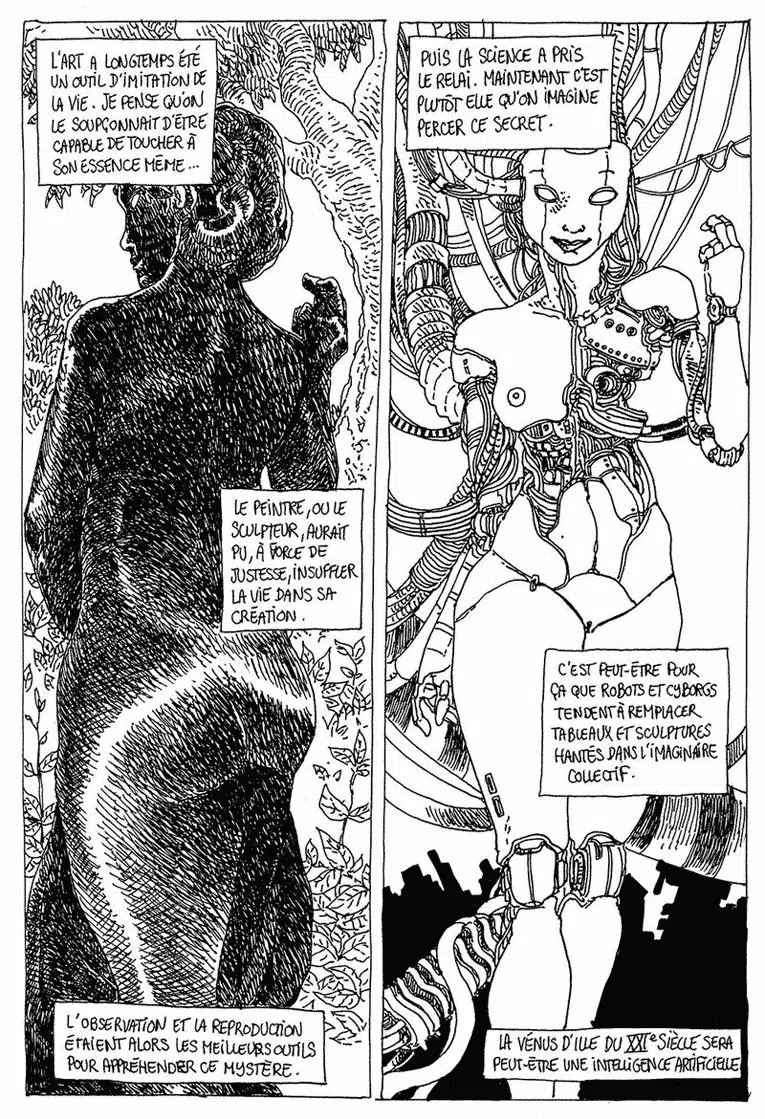 L'ART A LONGTEMPS ÉTÉ
UN OUTIL D'IMITATION DE
LA VIE. JE PENSE QU'ON
LE SOUPÇONNAIT D'ÊTRE
CAPABLE DE TOUCHER À
SON ESSENCE MÊME...
LE PEINTRE, OU LE
SCULPTEUR, AURAIT
PU, À FORCE DE
JUSTESSE, INSUFFLER
LA VIE DANS SA
CRÉATION.
L'OBSERVATION ET LA REPRODUCTION
ÉTAIENT ALORS LES MEILLEURS OUTILS
POUR APPRÉHENDER CE MYSTÈRE.
PUIS LA SCIENCE A PRIS
LE RELAI. MAINTENANT C'EST
PLUTÔT ELLE QU'ON IMAGINE
PERCER CE SECRET.
C'EST PEUT-ÊTRE POUR
ÇA QUE ROBOTS ET CYBORGS
TENDENT À REMPLACER
TABLEAUX ET SCULPTURES
HANTÉS DANS L'IMAGINAIRE
COLLECTIF.
LA VÉNUS D'ILLE DU XXIe SIÈCLE SERA
PEUT-ÊTRE UNE INTELLIGENCE ARTIFICIELLE.